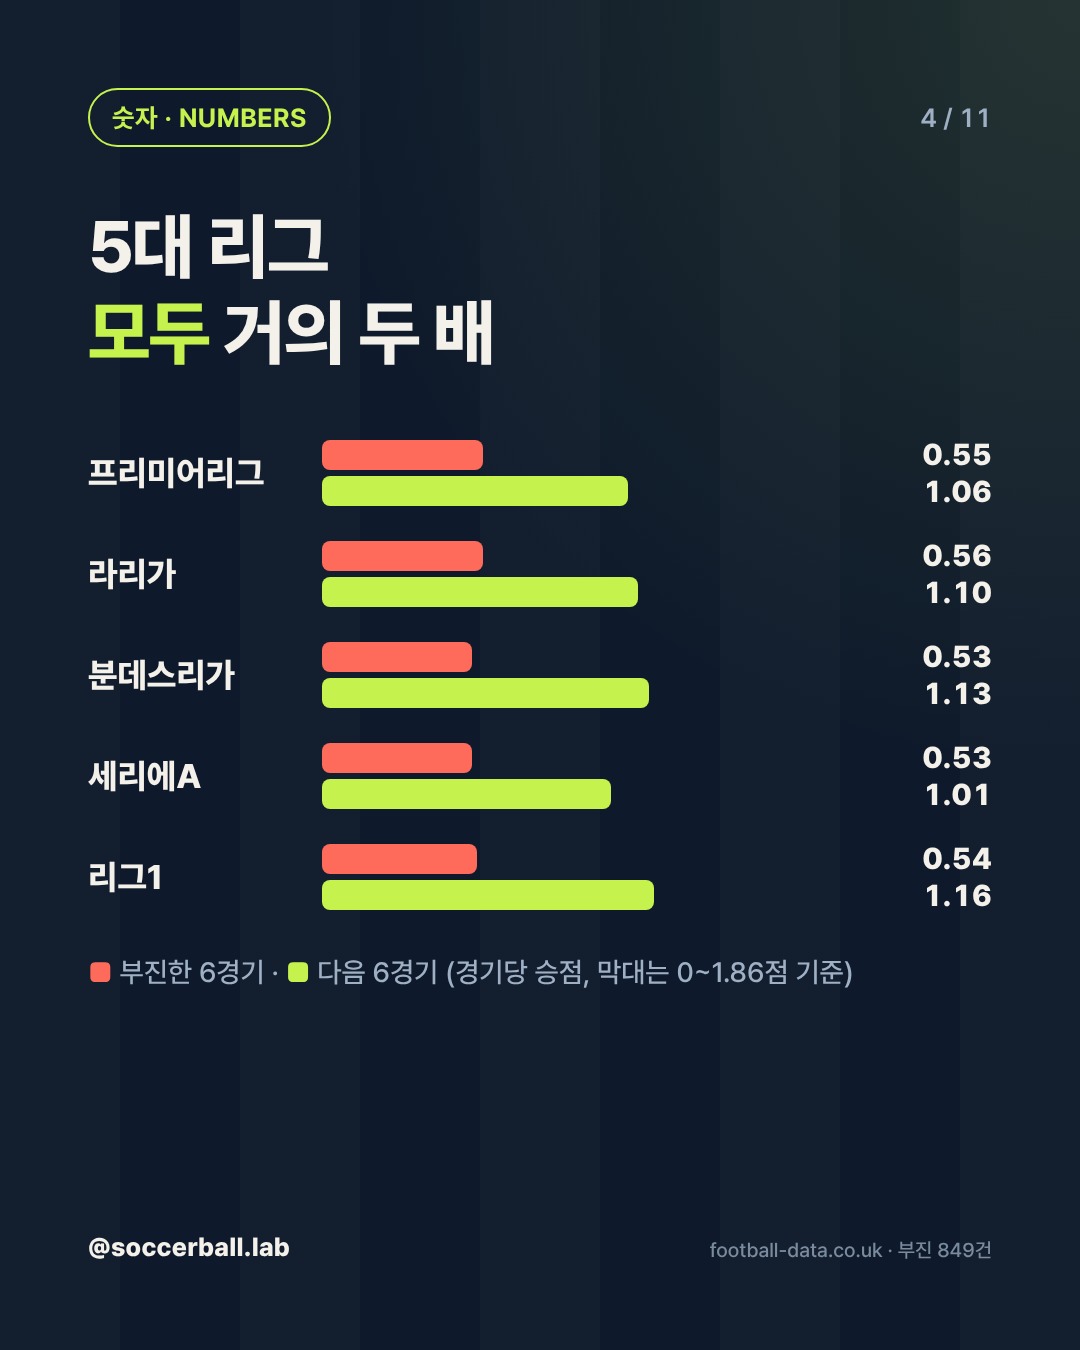 숫자 · NUMBERS
4 / 11
5대 리그
모두 거의 두 배
프리미어리그
0.55
1.06
라리가
0.56
1.10
분데스리가
0.53
1.13
세리에A
0.53
1.01
리그1
0.54
1.16
부진한 6경기 · 다음 6경기 (경기당 승점, 막대는 0~1.86점 기준)
@soccerball.lab
football-data.co.uk · 부진 849건